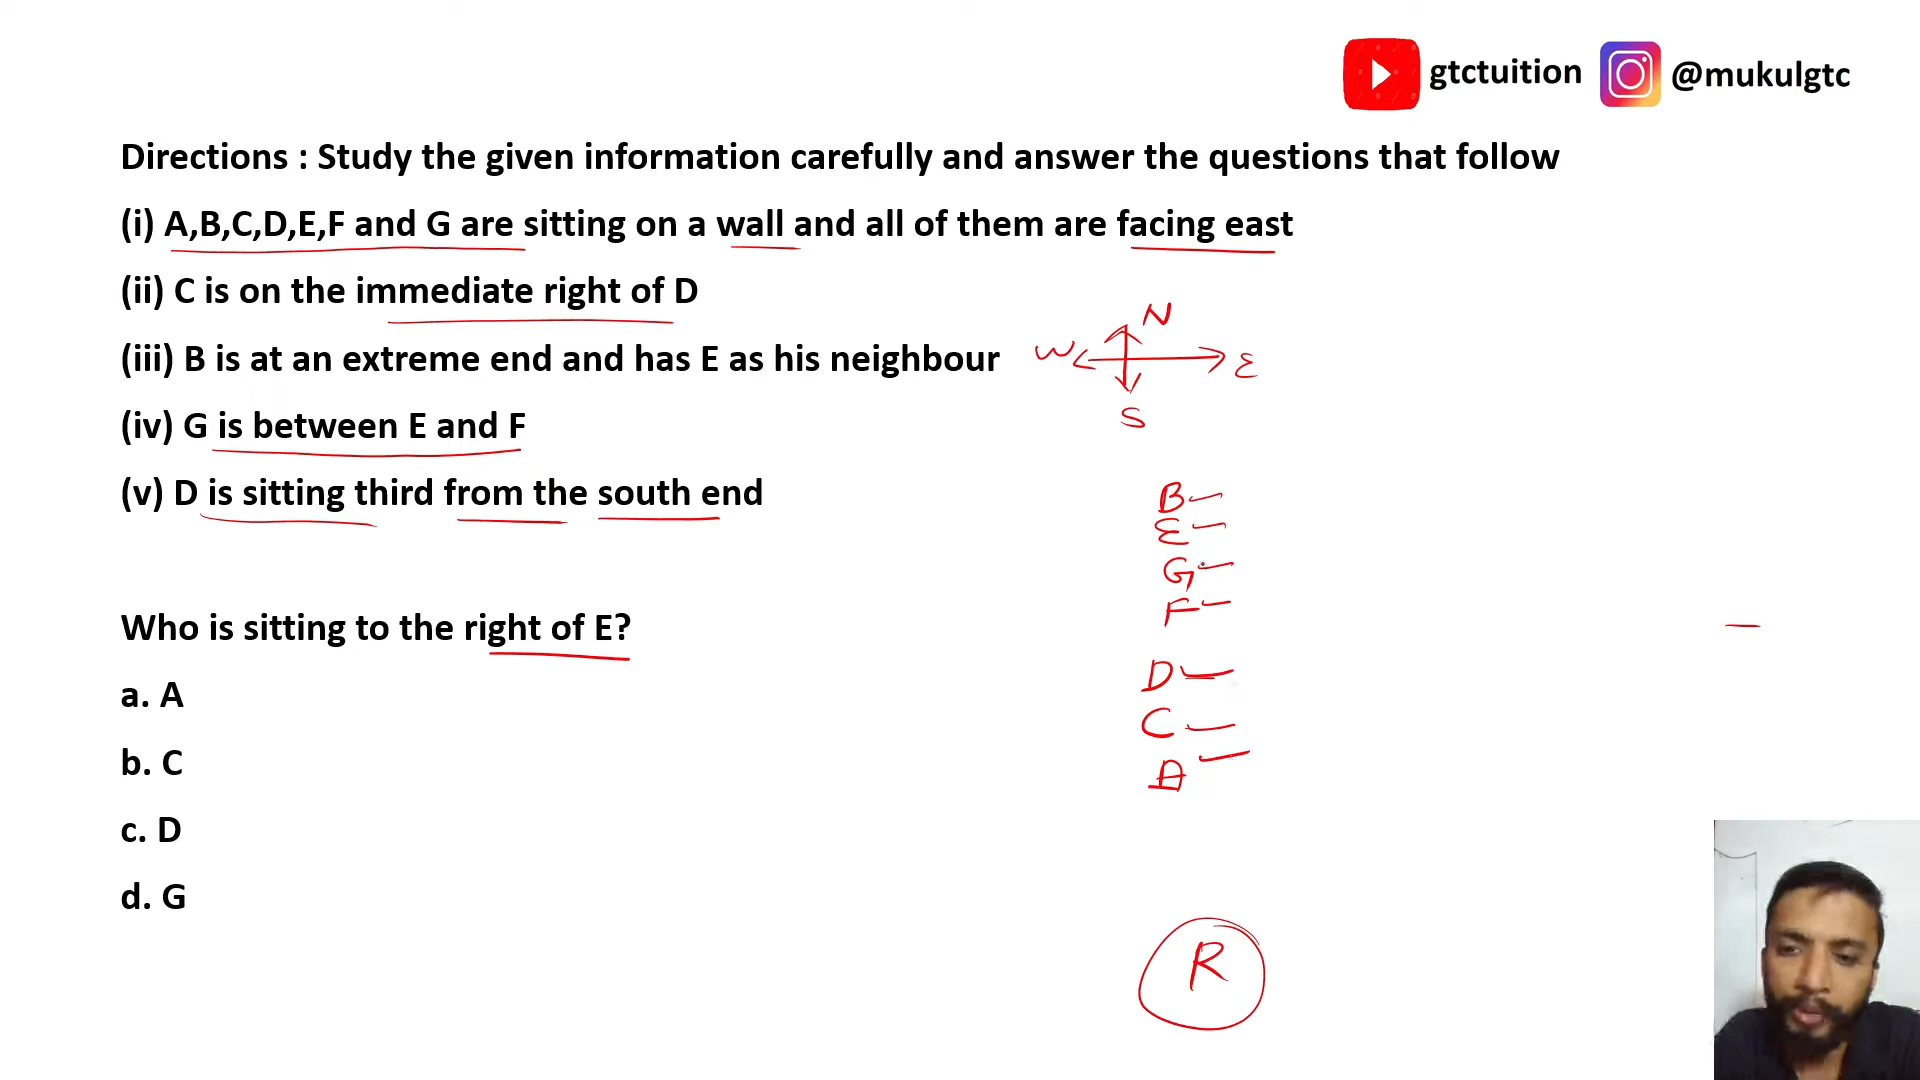 gtctuition @mukulgtc
Directions : Study the given information carefully and answer the questions that follow
(i) A,B,C,D,E,F and G are sitting on a wall and all of them are facing east
(ii) C is on the immediate right of D
N
(iii) B is at an extreme end and has E as his neighbour
W E
S
(iv) G is between E and F
(v) D is sitting third from the south end
B
E
G
F
Who is sitting to the right of E?
D
a. A
C
b. C
A
c. D
d. G
R